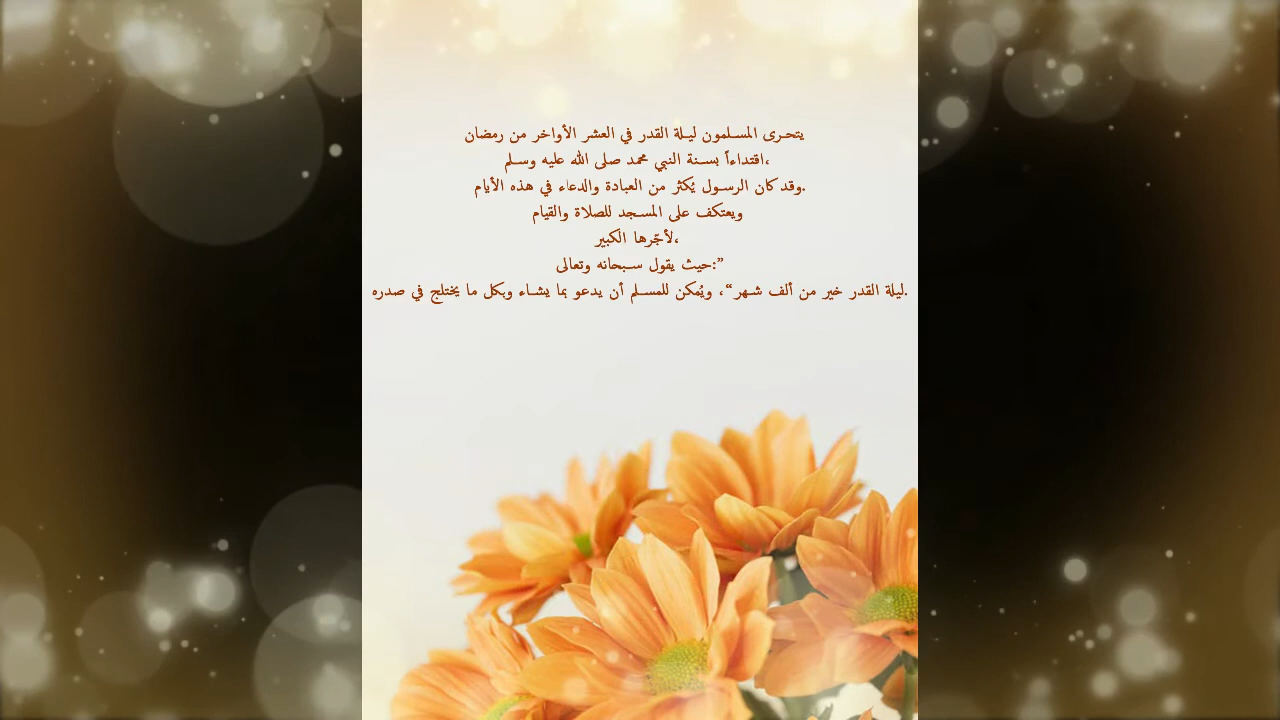 يتحرى المسلمون ليلة القدر في العشر الأواخر من رمضان
،اقتداءاً بسنة النبي محمد صلى الله عليه وسلم
.وقد كان الرسول يُكثر من العبادة والدعاء في هذه الأيام
ويعتكف على المسجد للصلاة والقيام
،لأجّرها الكبير
”:حيث يقول سبحانه وتعالى
.ليلة القدر خير من ألف شهر“، ويُمكن للمسلم أن يدعو بما يشاء وبكل ما يختلج في صدره